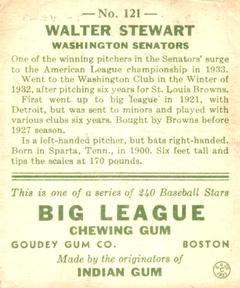 — No. 121 —
WALTER STEWART
WASHINGTON SENATORS
One of the winning pitchers in the Senators' surge
to the American League championship in 1933.
Went to the Washington Club in the Winter of
1932, after pitching six years for St. Louis Browns.
First went up to big league in 1921, with
Detroit, but was sent to minors and played with
various clubs six years. Bought by Browns before
1927 season.
Is a left-handed pitcher, but bats right-handed.
Born in Sparta, Tenn., in 1900. Six feet tall and
tips the scales at 170 pounds.
This is one of a series of 240 Baseball Stars
BIG LEAGUE
CHEWING GUM
GOUDEY GUM CO. BOSTON
Made by the originators of
INDIAN GUM